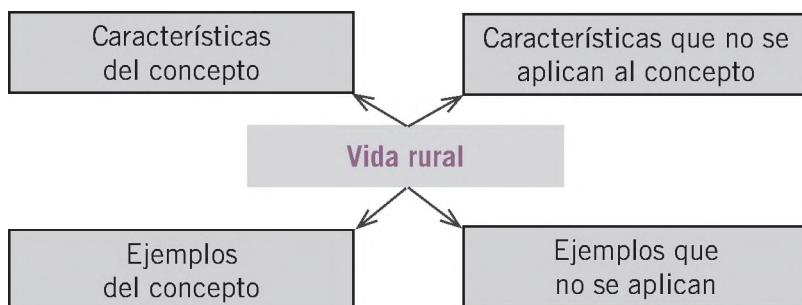 Características
del concepto
Características que no se
aplican al concepto
Vida rural
Ejemplos
del concepto
Ejemplos que
no se aplican